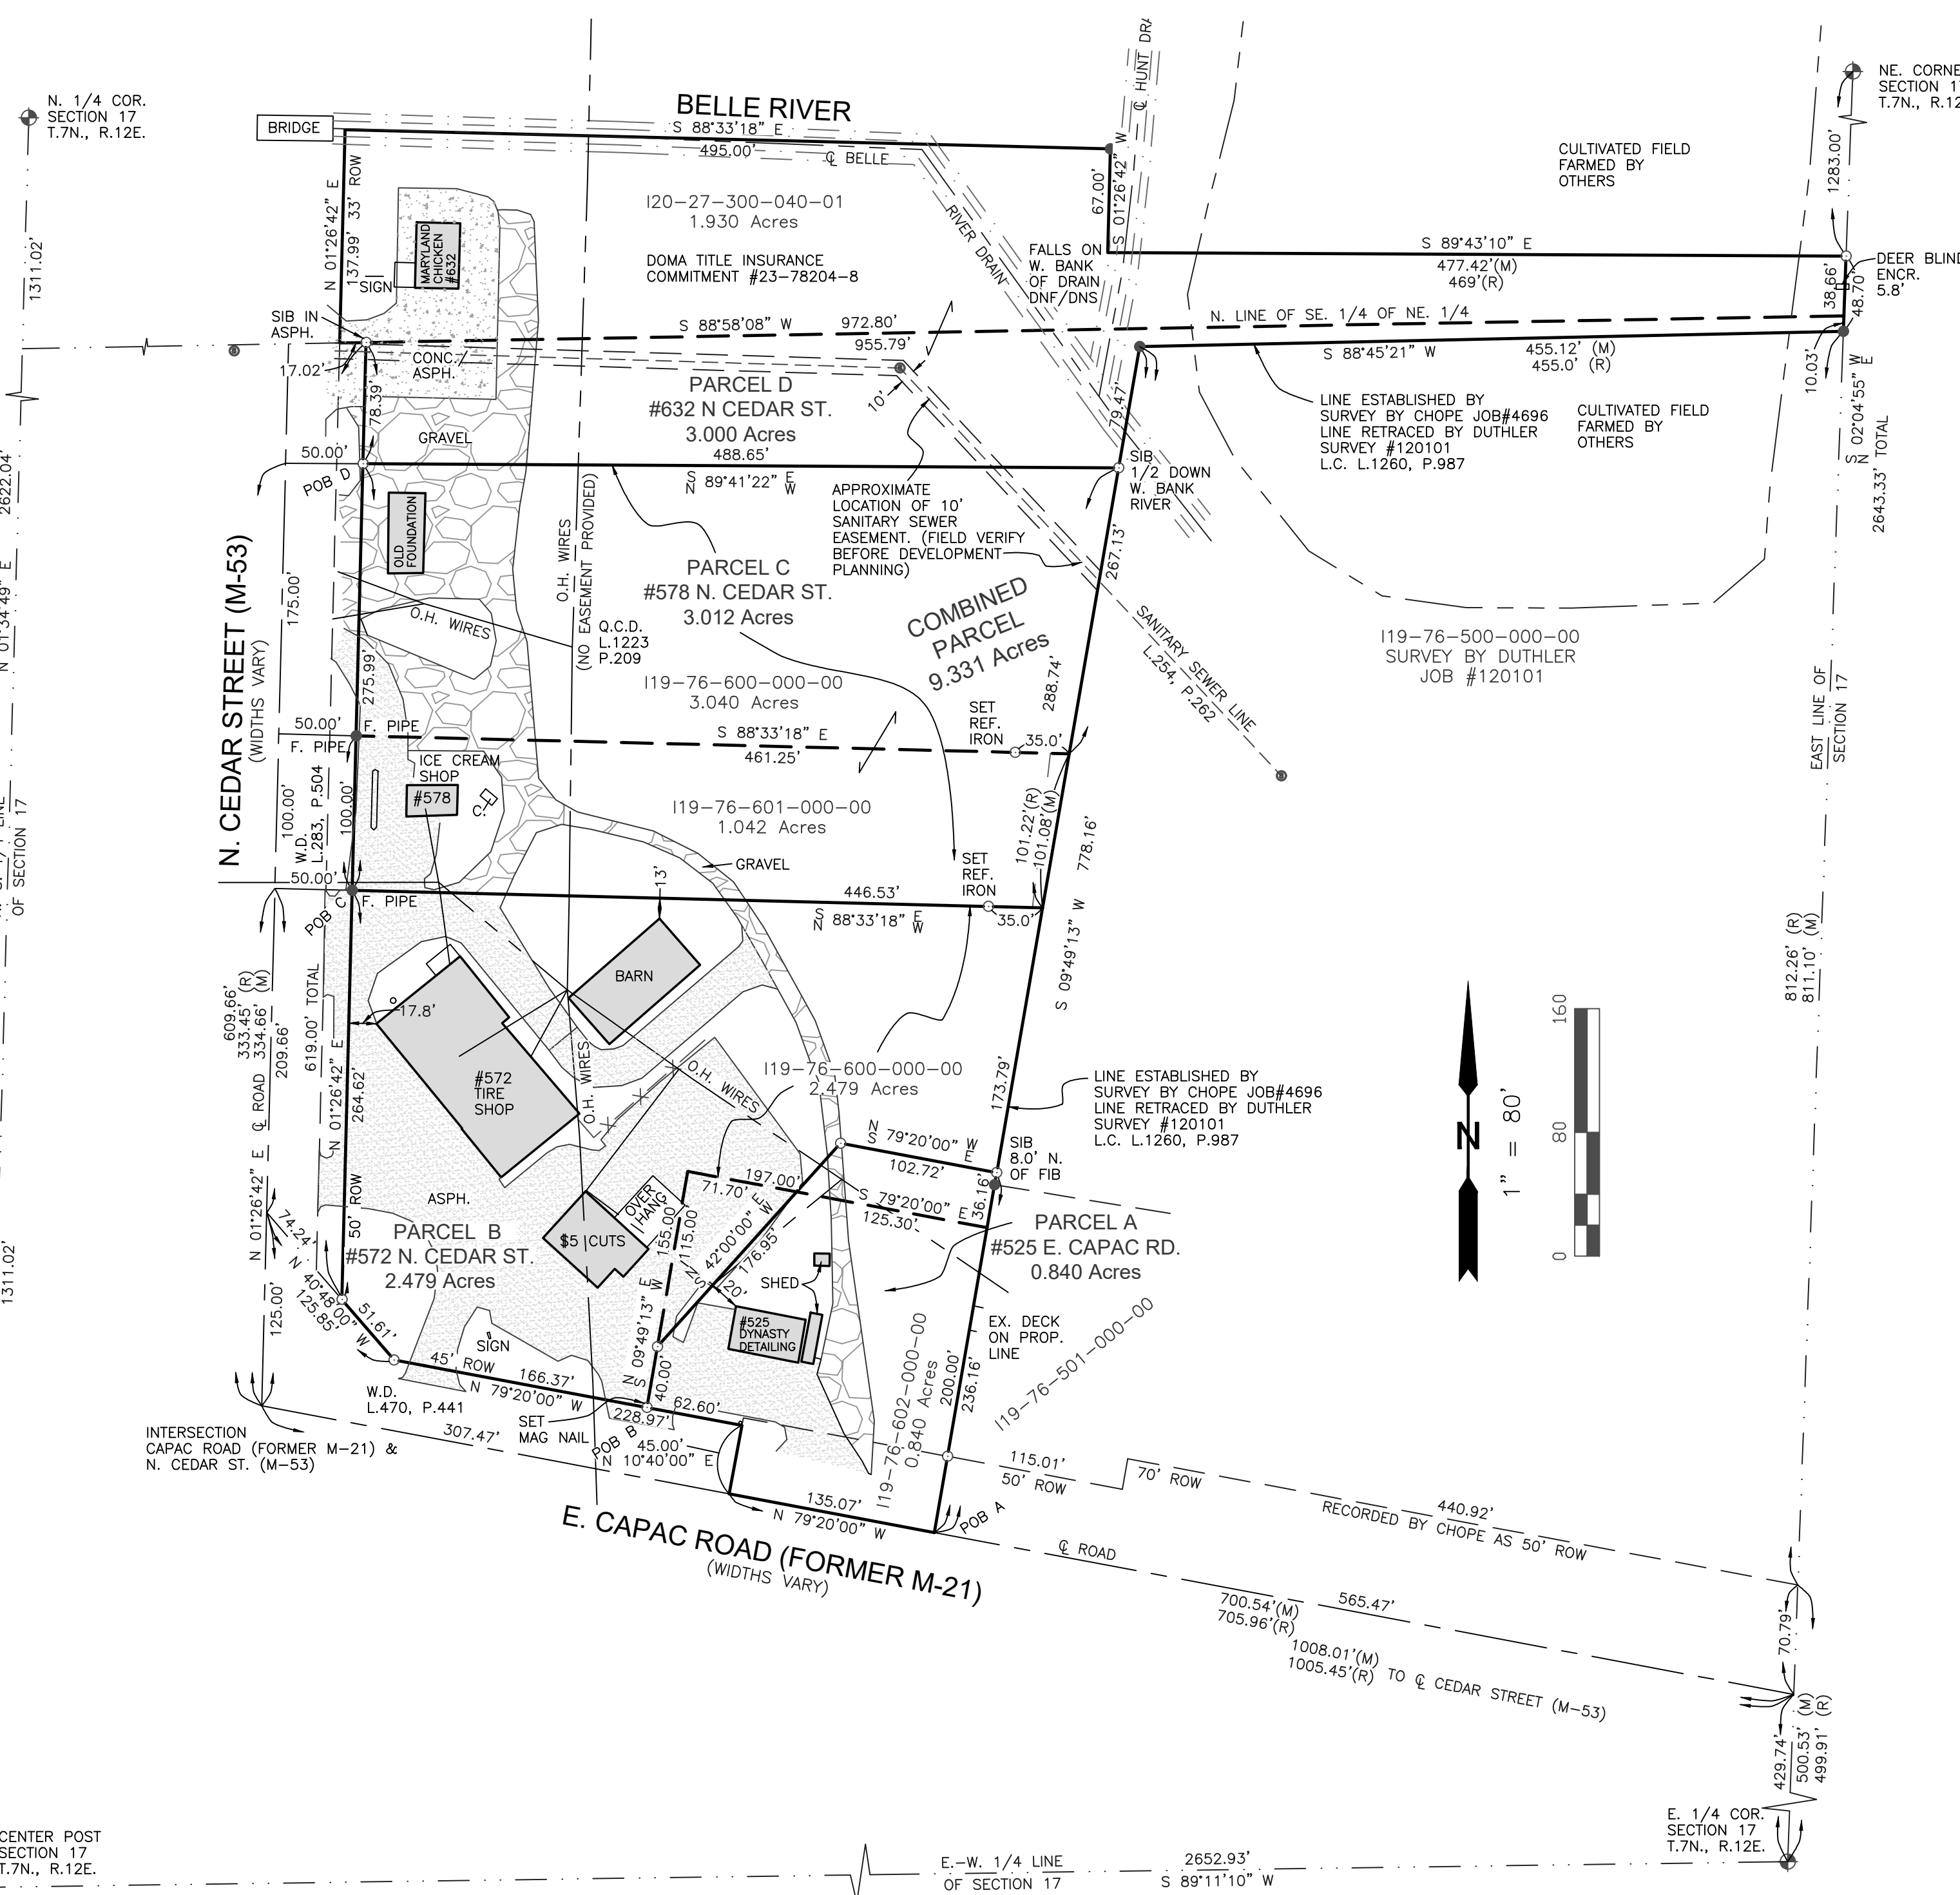 N. 1/4 COR.
SECTION 17
T.7N., R.12E.
BRIDGE
BELLE RIVER
S 88°33'18" E
495.00'
℄ BELLE
RIVER DRAIN
℄ HUNT DRA
NE. CORNE
SECTION 1
T.7N., R.12
1283.00'
CULTIVATED FIELD
FARMED BY
OTHERS
1311.02'
N 01°26'42" E
137.99'
33' ROW
MARYLAND
CHICKEN
#632
SIGN
I20-27-300-040-01
1.930 Acres
DOMA TITLE INSURANCE
COMMITMENT #23-78204-8
67.00'
S 01°26'42" W
FALLS ON
W. BANK
OF DRAIN
DNF/DNS
S 89°43'10" E
477.42'(M)
469'(R)
DEER BLIND
ENCR.
5.8'
38.66'
48.70'
SIB IN
ASPH.
S 88°58'08" W
972.80'
955.79'
N. LINE OF SE. 1/4 OF NE. 1/4
S 88°45'21" W
455.12' (M)
455.0' (R)
10.03'
17.02'
CONC./
ASPH.
78.39'
10'
79.47'
PARCEL D
#632 N CEDAR ST.
3.000 Acres
LINE ESTABLISHED BY
SURVEY BY CHOPE JOB#4696
LINE RETRACED BY DUTHLER
SURVEY #120101
L.C. L.1260, P.987
CULTIVATED FIELD
FARMED BY
OTHERS
S 02°04'55" W
N E
2643.33' TOTAL
GRAVEL
50.00'
POB D
488.65'
S 89°41'22" E
N W
SIB
1/2 DOWN
W. BANK
RIVER
2622.04'
N 01°34'49" E
OLD
FOUNDATION
APPROXIMATE
LOCATION OF 10'
SANITARY SEWER
EASEMENT. (FIELD VERIFY
BEFORE DEVELOPMENT
PLANNING)
267.13'
O.H. WIRES
(NO EASEMENT PROVIDED)
N. CEDAR STREET (M-53)
(WIDTHS VARY)
175.00'
PARCEL C
#578 N. CEDAR ST.
3.012 Acres
COMBINED
PARCEL
9.331 Acres
O.H. WIRES
Q.C.D.
L.1223
P.209
SANITARY SEWER LINE
L.254, P.262
I19-76-500-000-00
SURVEY BY DUTHLER
JOB #120101
275.99'
I19-76-600-000-00
3.040 Acres
288.74'
EAST LINE OF
SECTION 17
50.00'
F. PIPE
F. PIPE
S 88°33'18" E
461.25'
SET
REF.
IRON
35.0'
ICE CREAM
SHOP
#578
C.
100.00'
W.D.
L.283, P.504
100.00'
I19-76-601-000-00
1.042 Acres
101.22'(R)
101.08'(M)
778.16'
GRAVEL
SET
REF.
IRON
OF SECTION 17
50.00'
POB C
F. PIPE
13'
446.53'
S 88°33'18" E
N W
35.0'
S 09°49'13" W
812.26' (R)
811.10' (M)
BARN
609.66'
333.45' (R)
334.66' (M)
209.66'
619.00' TOTAL
17.8'
160
80
0
1" = 80'
N
#572
TIRE
SHOP
O.H. WIRES
O.H. WIRES
I19-76-600-000-00
2.479 Acres
173.79'
LINE ESTABLISHED BY
SURVEY BY CHOPE JOB#4696
LINE RETRACED BY DUTHLER
SURVEY #120101
L.C. L.1260, P.987
N 01°26'42" E ℄ ROAD
N 01°26'42" E
264.62'
N 79°20'00" W
S E
102.72'
SIB
8.0' N.
OF FIB
50' ROW
ASPH.
OVER
HANG
71.70'
197.00'
S 79°20'00" E
125.30'
36.16'
PARCEL B
#572 N. CEDAR ST.
2.479 Acres
$5 CUTS
155.00'
115.00'
N 42°00'00" E
S W
176.95'
20'
PARCEL A
#525 E. CAPAC RD.
0.840 Acres
1311.02'
74.24'
N 40°48'00" W
125.85'
51.61'
125.00'
SHED
#525
DYNASTY
DETAILING
EX. DECK
ON PROP.
LINE
I19-76-501-000-00
SIGN
45' ROW
166.37'
N 79°20'00" W
N 09°49'13" E
S W
40.00'
I19-76-602-000-00
0.840 Acres
200.00'
236.16'
W.D.
L.470, P.441
62.60'
228.97'
SET
MAG NAIL
POB B
INTERSECTION
CAPAC ROAD (FORMER M-21) &
N. CEDAR ST. (M-53)
307.47'
45.00'
N 10°40'00" E
115.01'
50' ROW
70' ROW
440.92'
RECORDED BY CHOPE AS 50' ROW
135.07'
N 79°20'00" W
POB A
E. CAPAC ROAD (FORMER M-21)
(WIDTHS VARY)
℄ ROAD
700.54'(M)
705.96'(R)
565.47'
1008.01'(M)
1005.45'(R)
TO ℄ CEDAR STREET (M-53)
70.79'
429.74'
500.53' (M)
499.91' (R)
E. 1/4 COR.
SECTION 17
T.7N., R.12E.
CENTER POST
SECTION 17
T.7N., R.12E.
E.-W. 1/4 LINE
OF SECTION 17
2652.93'
S 89°11'10" W